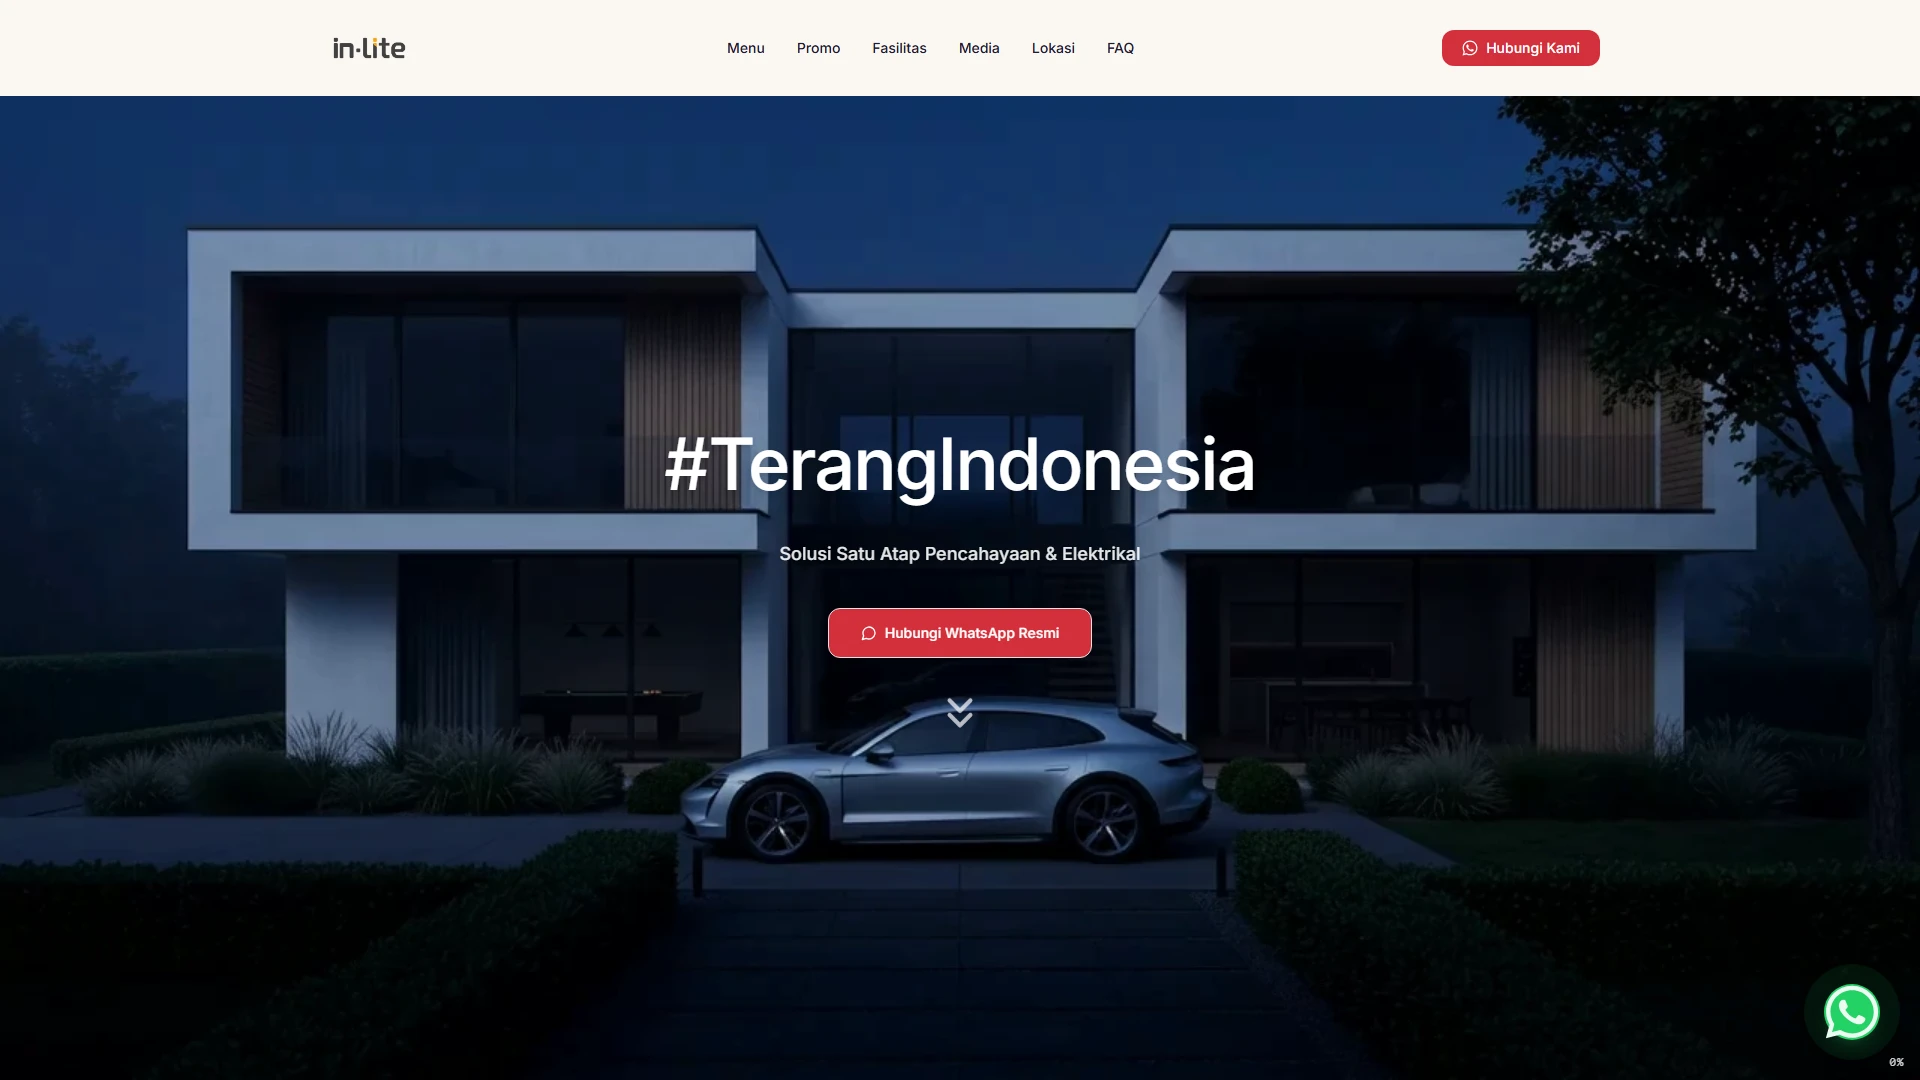 in·lite
Menu
Promo
Fasilitas
Media
Lokasi
FAQ
Hubungi Kami
#TerangIndonesia
Solusi Satu Atap Pencahayaan & Elektrikal
Hubungi WhatsApp Resmi
0%